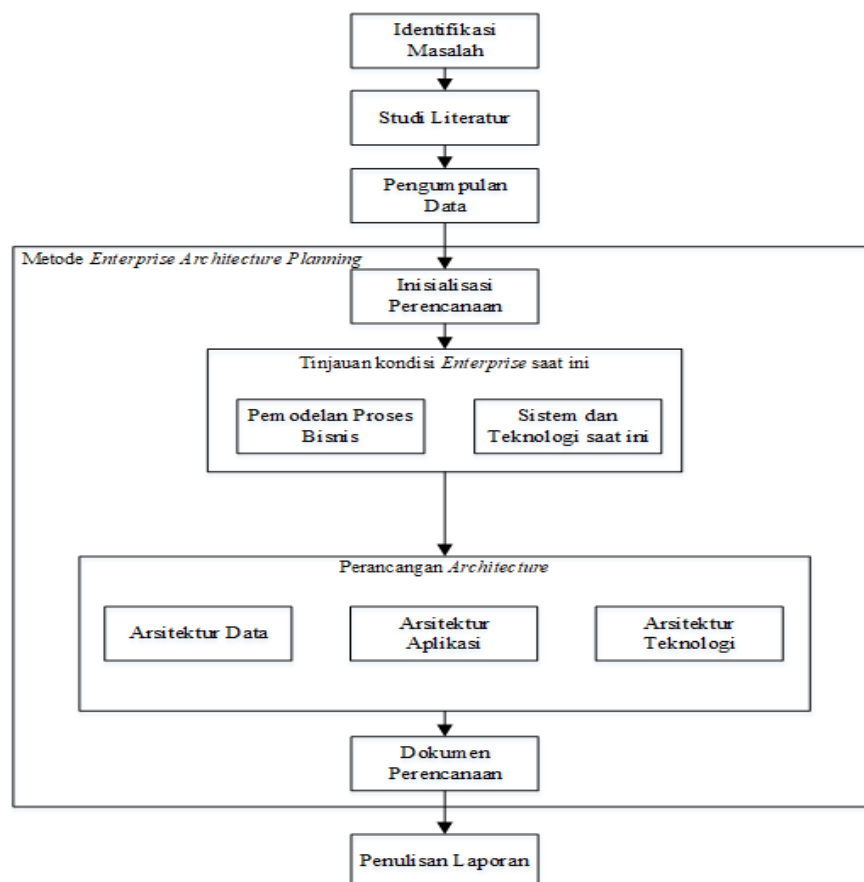 Identifikasi
Masalah
Studi Literatur
Pengumpulan
Data
Metode Enterprise Architecture Planning
Inisialisasi
Perencanaan
Tinjauan kondisi Enterprise saat ini
Pemodelan Proses
Bisnis
Sistem dan
Teknologi saat ini
Perancangan Architecture
Arsitektur Data
Arsitektur
Aplikasi
Arsitektur
Teknologi
Dokumen
Perencanaan
Penulisan Laporan